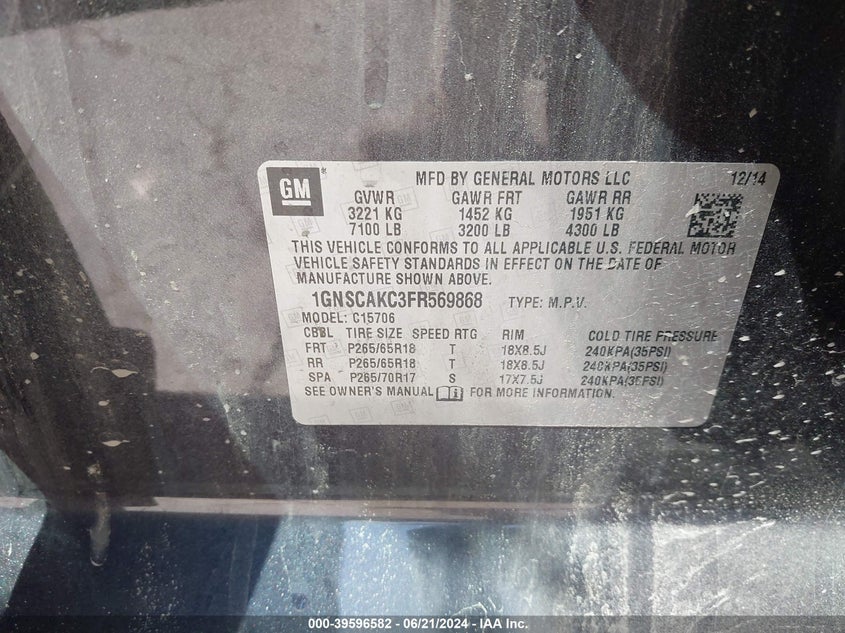 GM
MFD BY GENERAL MOTORS LLC 12/14
GVWR GAWR FRT GAWR RR
3221 KG 1452 KG 1951 KG
7100 LB 3200 LB 4300 LB
THIS VEHICLE CONFORMS TO ALL APPLICABLE U.S. FEDERAL MOTOR
VEHICLE SAFETY STANDARDS IN EFFECT ON THE DATE OF
MANUFACTURE SHOWN ABOVE.
1GNSCAKC3FR569868 TYPE: M.P.V.
MODEL: C15706
TIRE SIZE SPEED RTG RIM COLD TIRE PRESSURE
FRT P265/65R18 T 18X8.5J 240KPA(35PSI)
RR P265/65R18 T 18X8.5J 240KPA(35PSI)
SPA P265/70R17 S 17X7.5J 240KPA(35PSI)
SEE OWNER'S MANUAL FOR MORE INFORMATION.
000-39596582 / 06/21/2024 - IAA Inc.